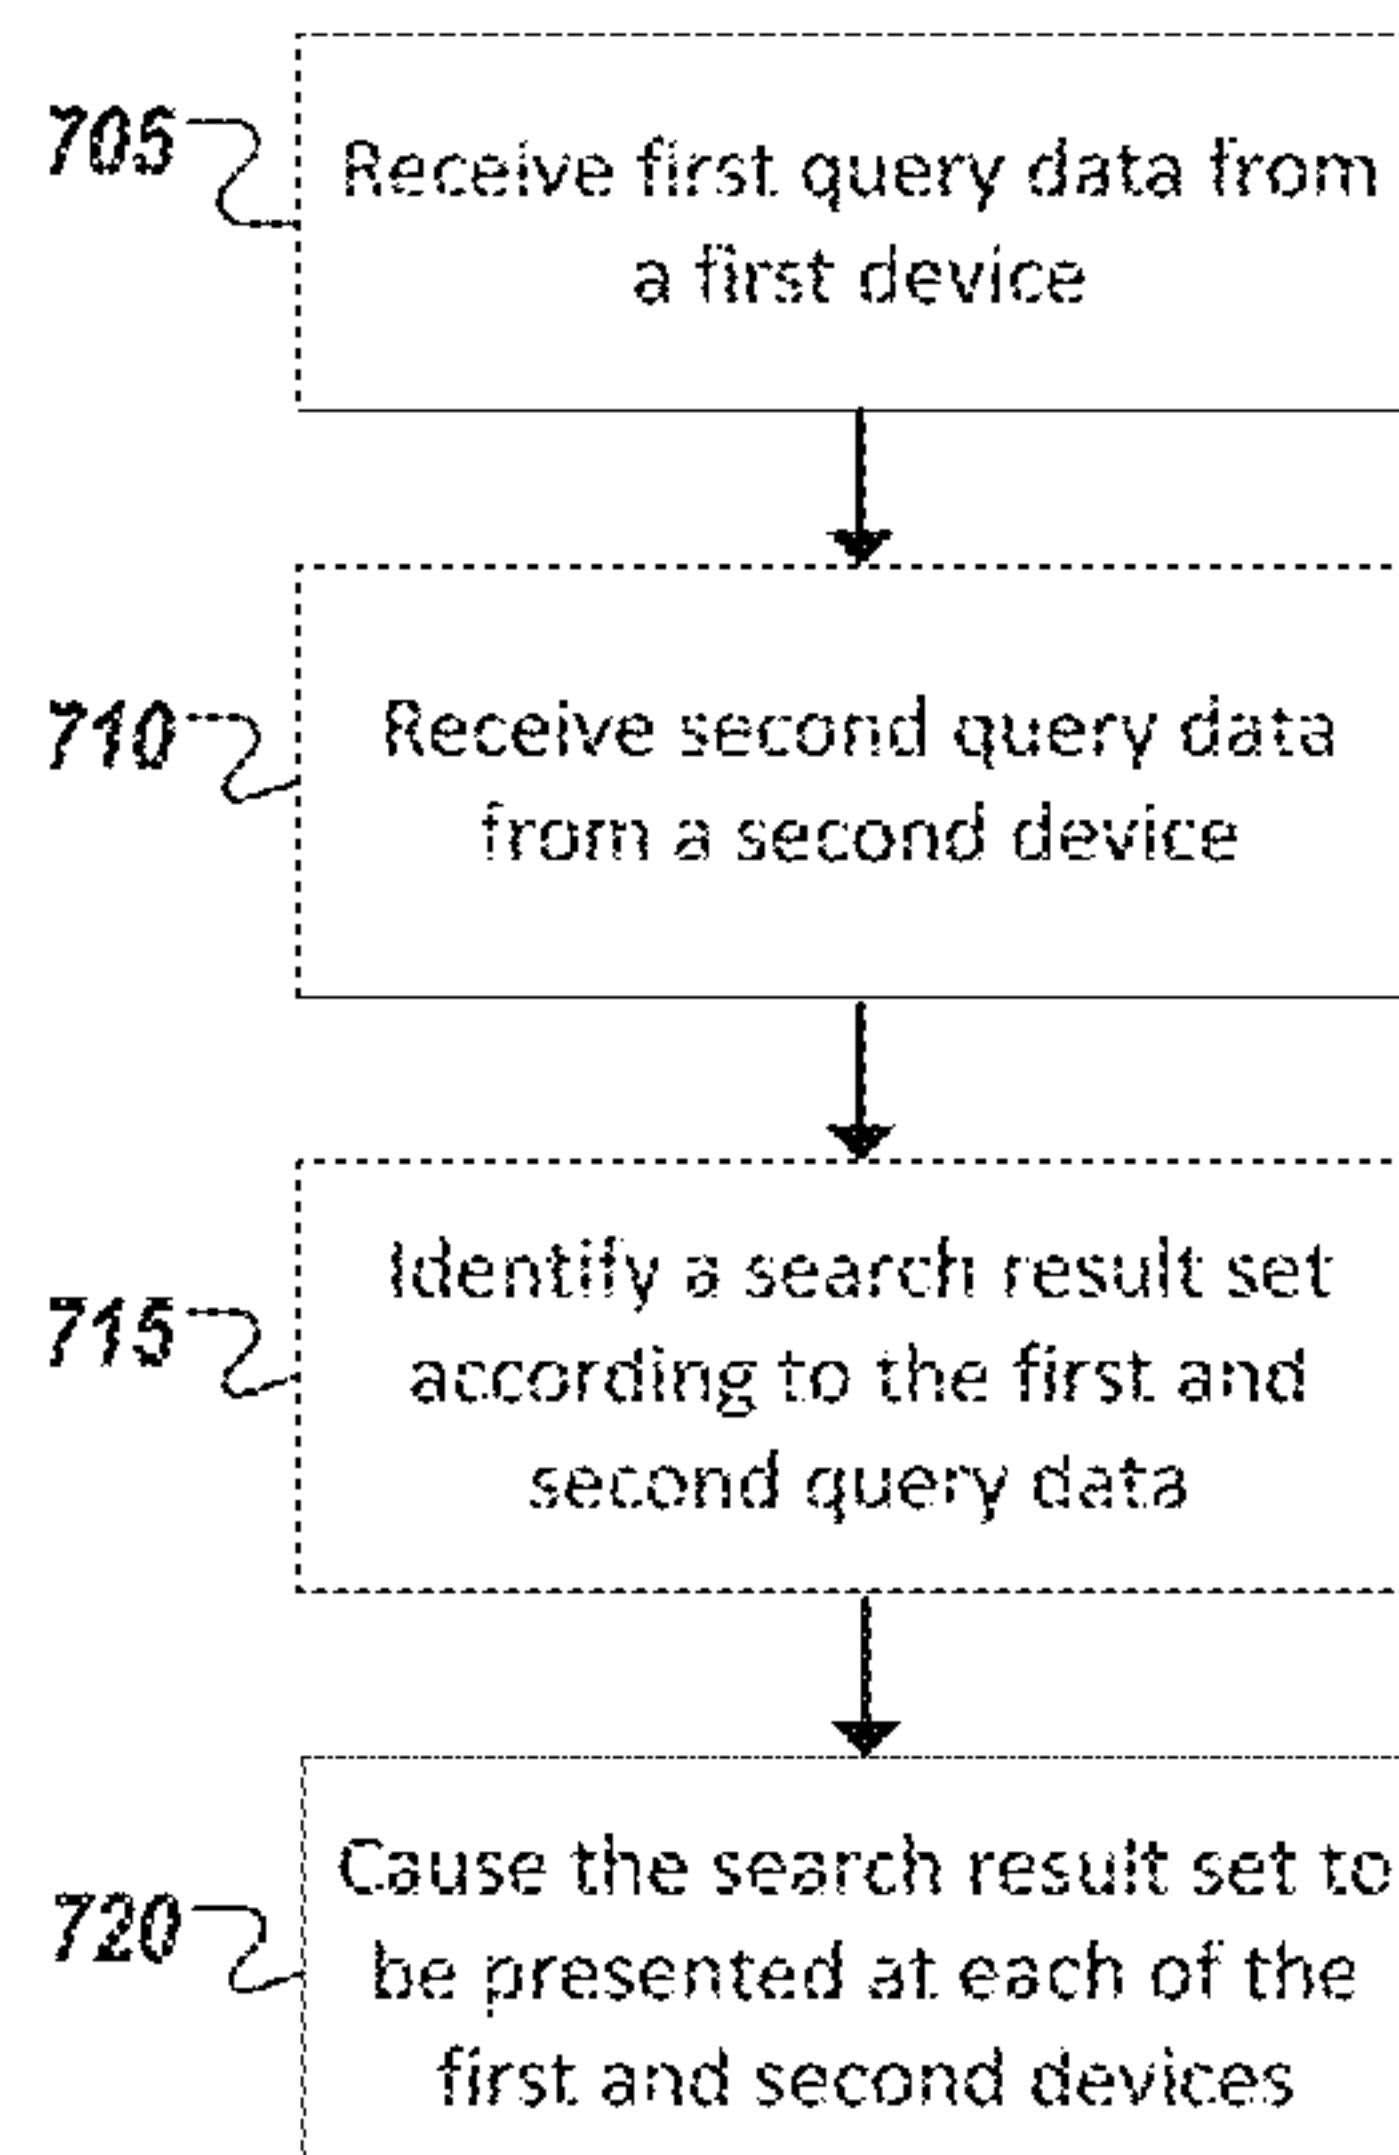 705
Receive first query data from
a first device
710
Receive second query data
from a second device
715
Identify a search result set
according to the first and
second query data
720
Cause the search result set to
be presented at each of the
first and second devices